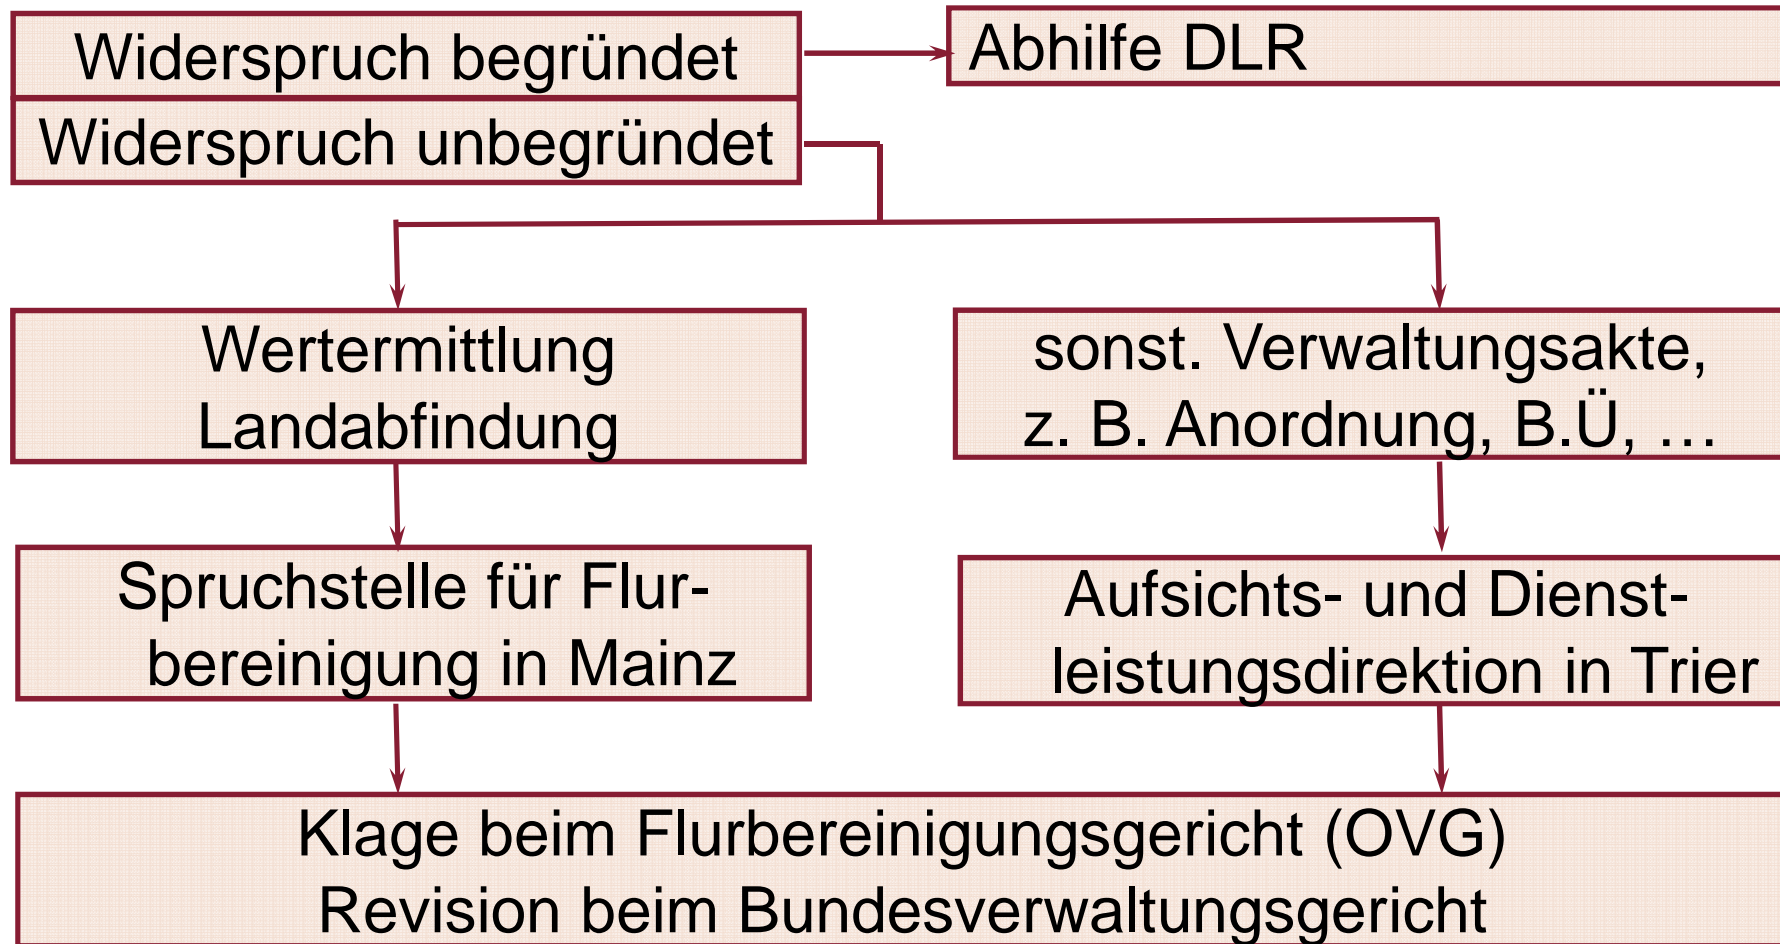 Widerspruch begründet
Abhilfe DLR
Widerspruch unbegründet
Wertermittlung
Landabfindung
sonst. Verwaltungsakte,
z. B. Anordnung, B.Ü, …
Spruchstelle für Flur-
bereinigung in Mainz
Aufsichts- und Dienst-
leistungsdirektion in Trier
Klage beim Flurbereinigungsgericht (OVG)
Revision beim Bundesverwaltungsgericht